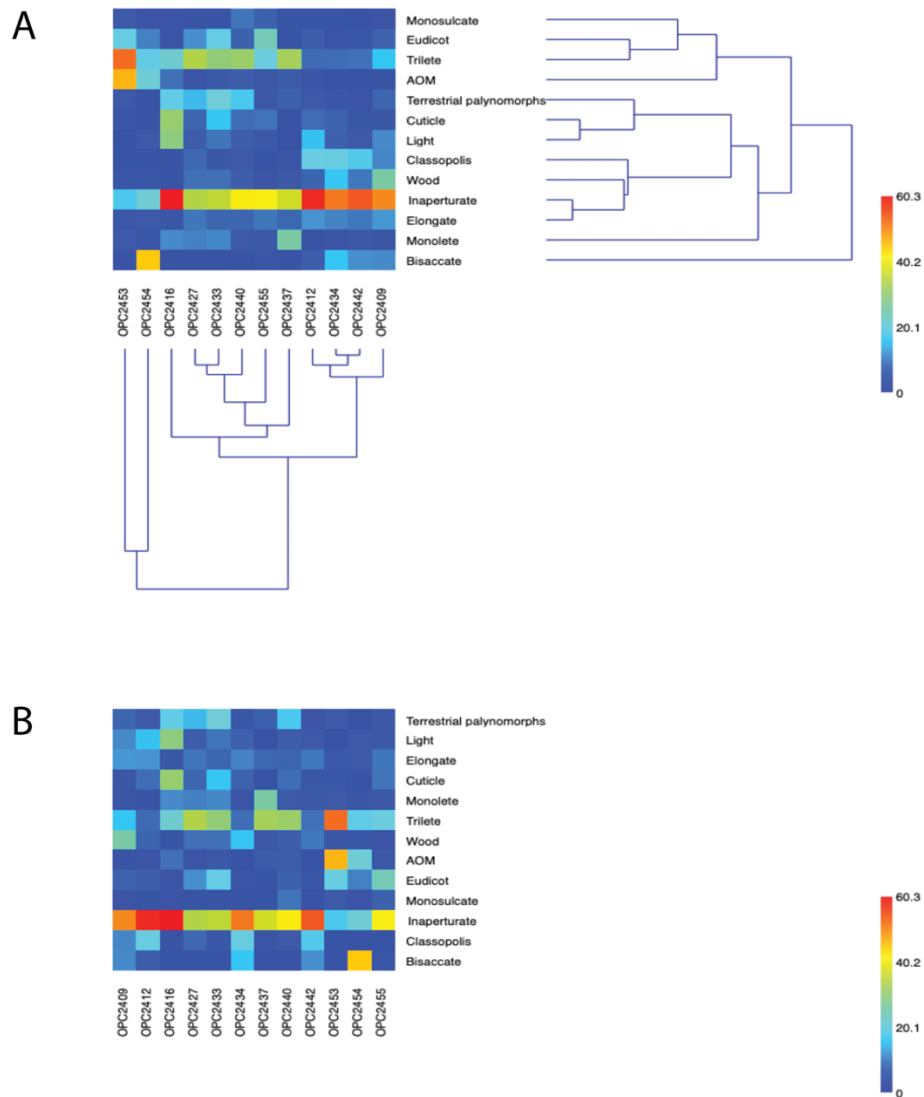 A
Monosulcate
Eudicot
Trilete
AOM
Terrestrial palynomorphs
Cuticle
Light
Classopolis
Wood
Inaperturate
Elongate
Monolete
Bisaccate
60.3
40.2
20.1
0
OPC2453
OPC2454
OPC2416
OPC2427
OPC2433
OPC2440
OPC2455
OPC2437
OPC2412
OPC2434
OPC2442
OPC2409
B
Terrestrial palynomorphs
Light
Elongate
Cuticle
Monolete
Trilete
Wood
AOM
Eudicot
Monosulcate
Inaperturate
Classopolis
Bisaccate
60.3
40.2
20.1
0
OPC2409
OPC2412
OPC2416
OPC2427
OPC2433
OPC2434
OPC2437
OPC2440
OPC2442
OPC2453
OPC2454
OPC2455